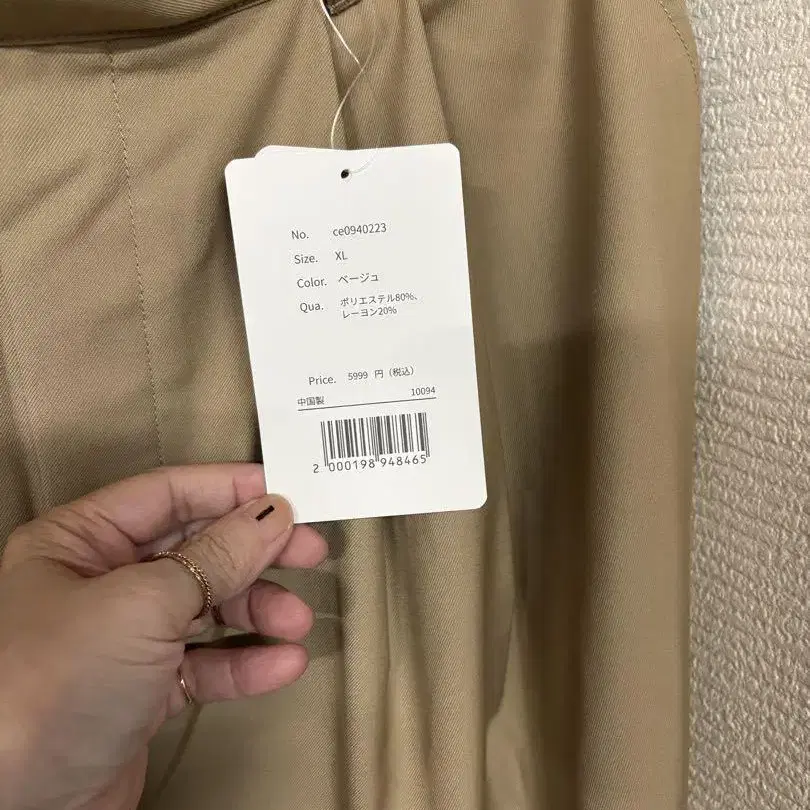 No. ce0940223
Size. XL
Color. ベージュ
Qua. ポリエステル80%、
レーヨン20%
Price. 5999 円（税込）
中国製 10094
2 000198 948465